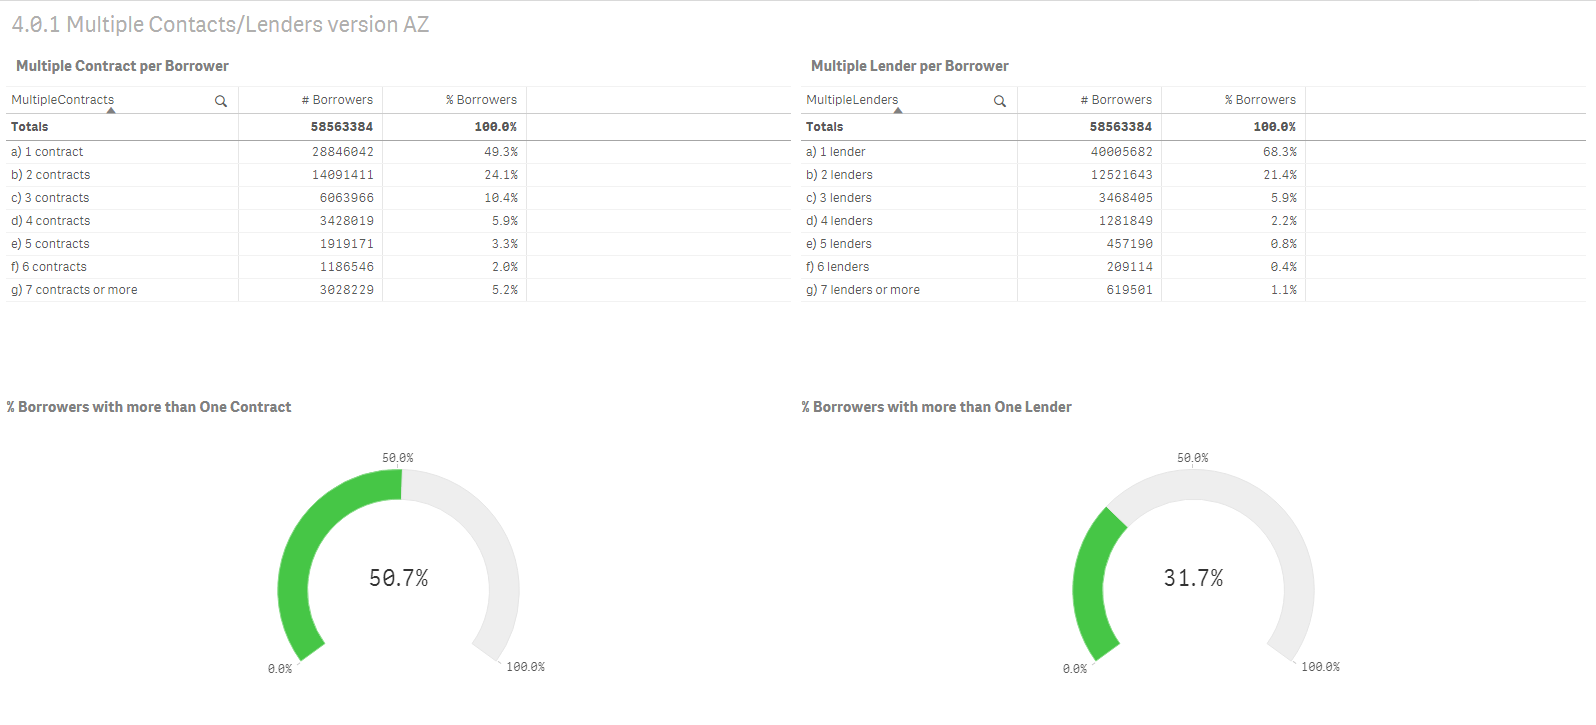 4.0.1 Multiple Contacts/Lenders version AZ
Multiple Contract per Borrower
MultipleContracts # Borrowers % Borrowers
Totals 58563384 100.0%
a) 1 contract 28846042 49.3%
b) 2 contracts 14091411 24.1%
c) 3 contracts 6063966 10.4%
d) 4 contracts 3428019 5.9%
e) 5 contracts 1919171 3.3%
f) 6 contracts 1186546 2.0%
g) 7 contracts or more 3028229 5.2%
Multiple Lender per Borrower
MultipleLenders # Borrowers % Borrowers
Totals 58563384 100.0%
a) 1 lender 40005682 68.3%
b) 2 lenders 12521643 21.4%
c) 3 lenders 3468405 5.9%
d) 4 lenders 1281849 2.2%
e) 5 lenders 457190 0.8%
f) 6 lenders 209114 0.4%
g) 7 lenders or more 619501 1.1%
% Borrowers with more than One Contract
50.0%
50.7%
0.0%
100.0%
% Borrowers with more than One Lender
50.0%
31.7%
0.0%
100.0%